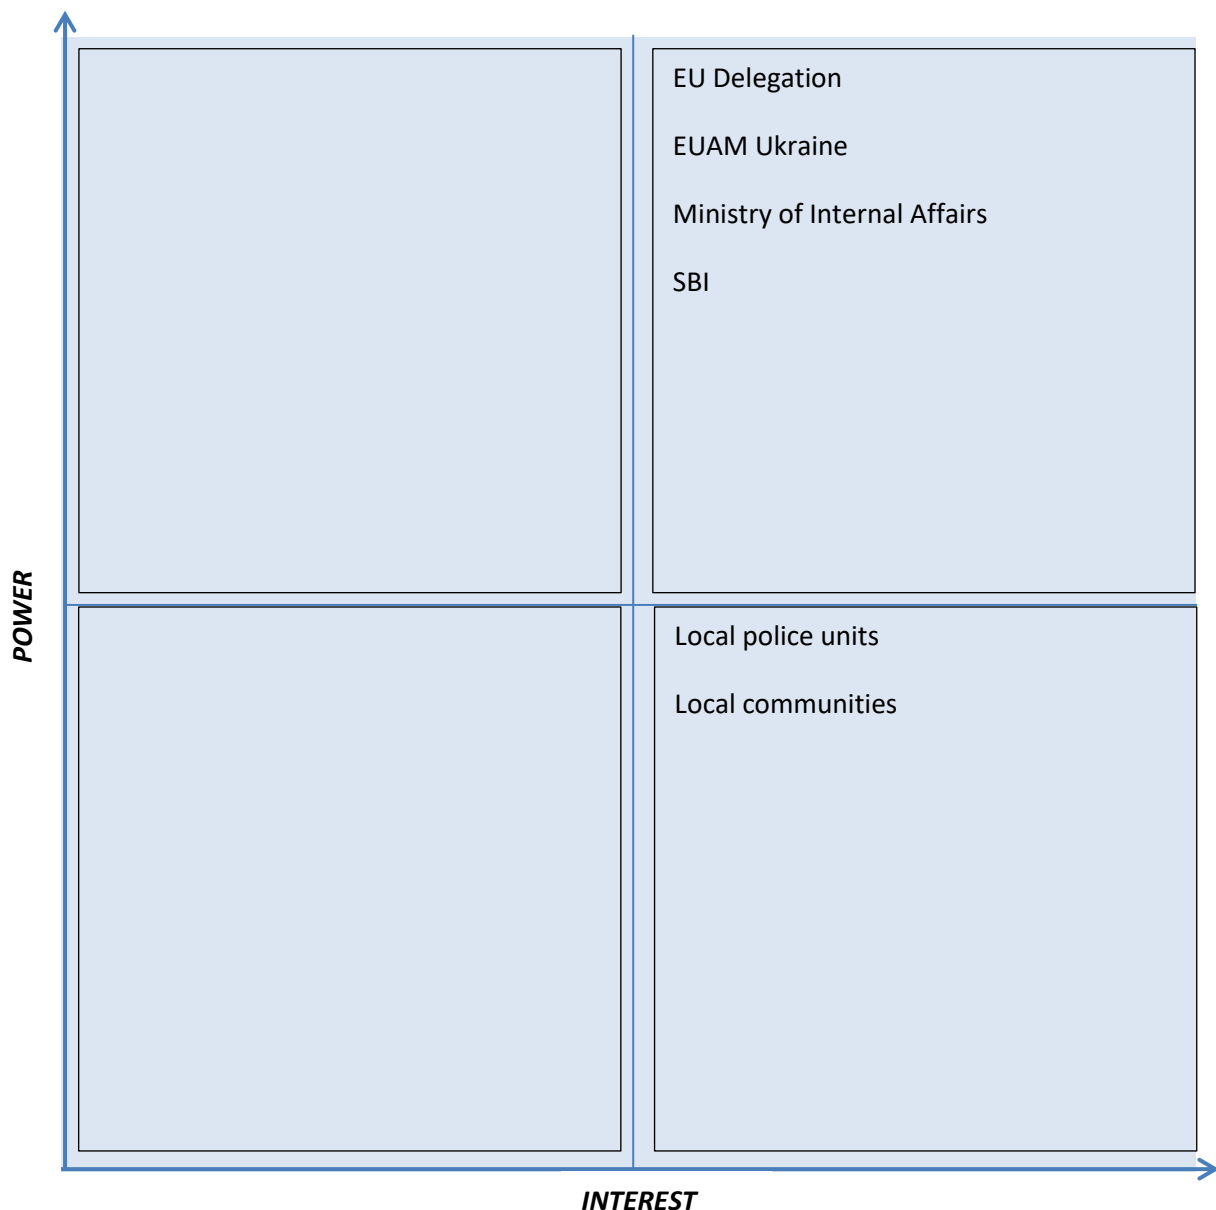 EU Delegation
EUAM Ukraine
Ministry of Internal Affairs
SBI
POWER
Local police units
Local communities
INTEREST